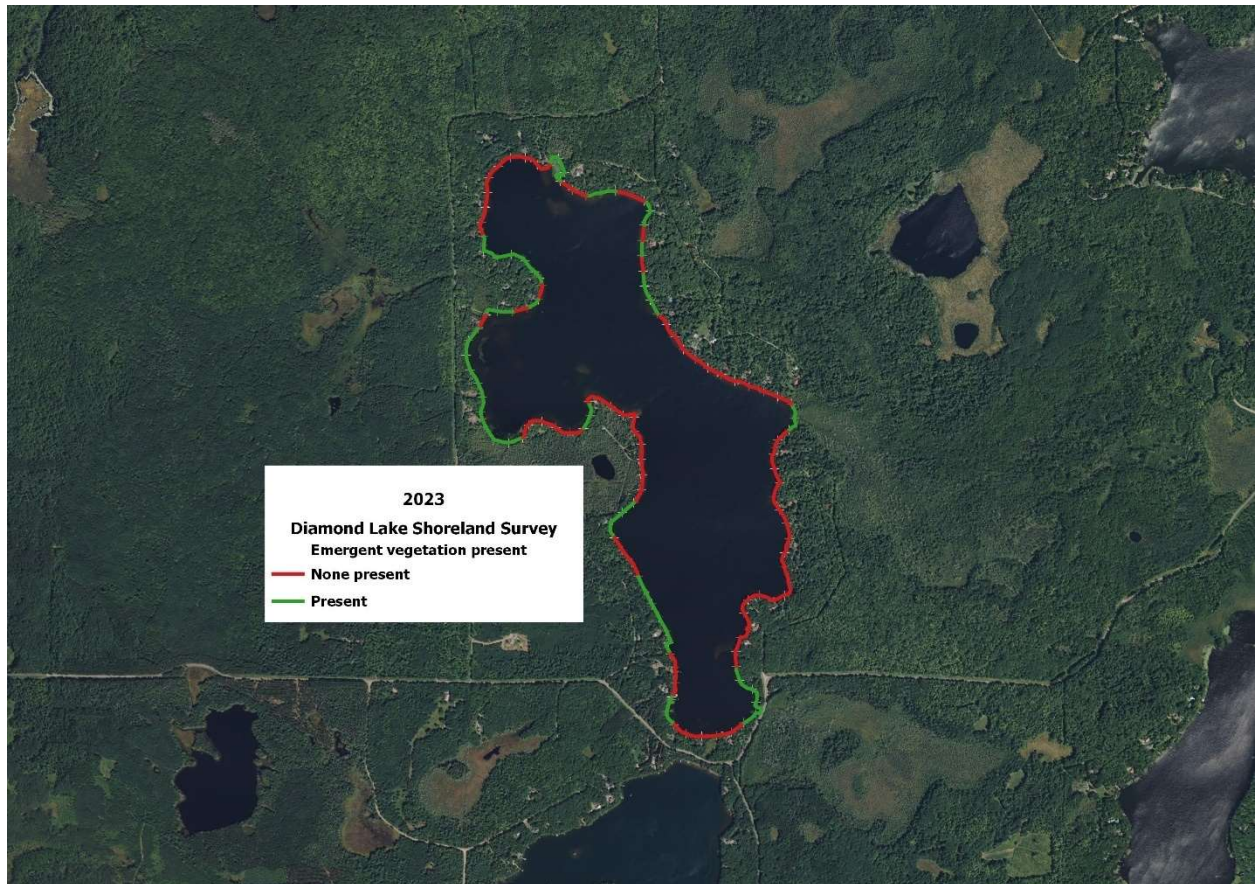 2023
Diamond Lake Shoreland Survey
Emergent vegetation present
None present
Present